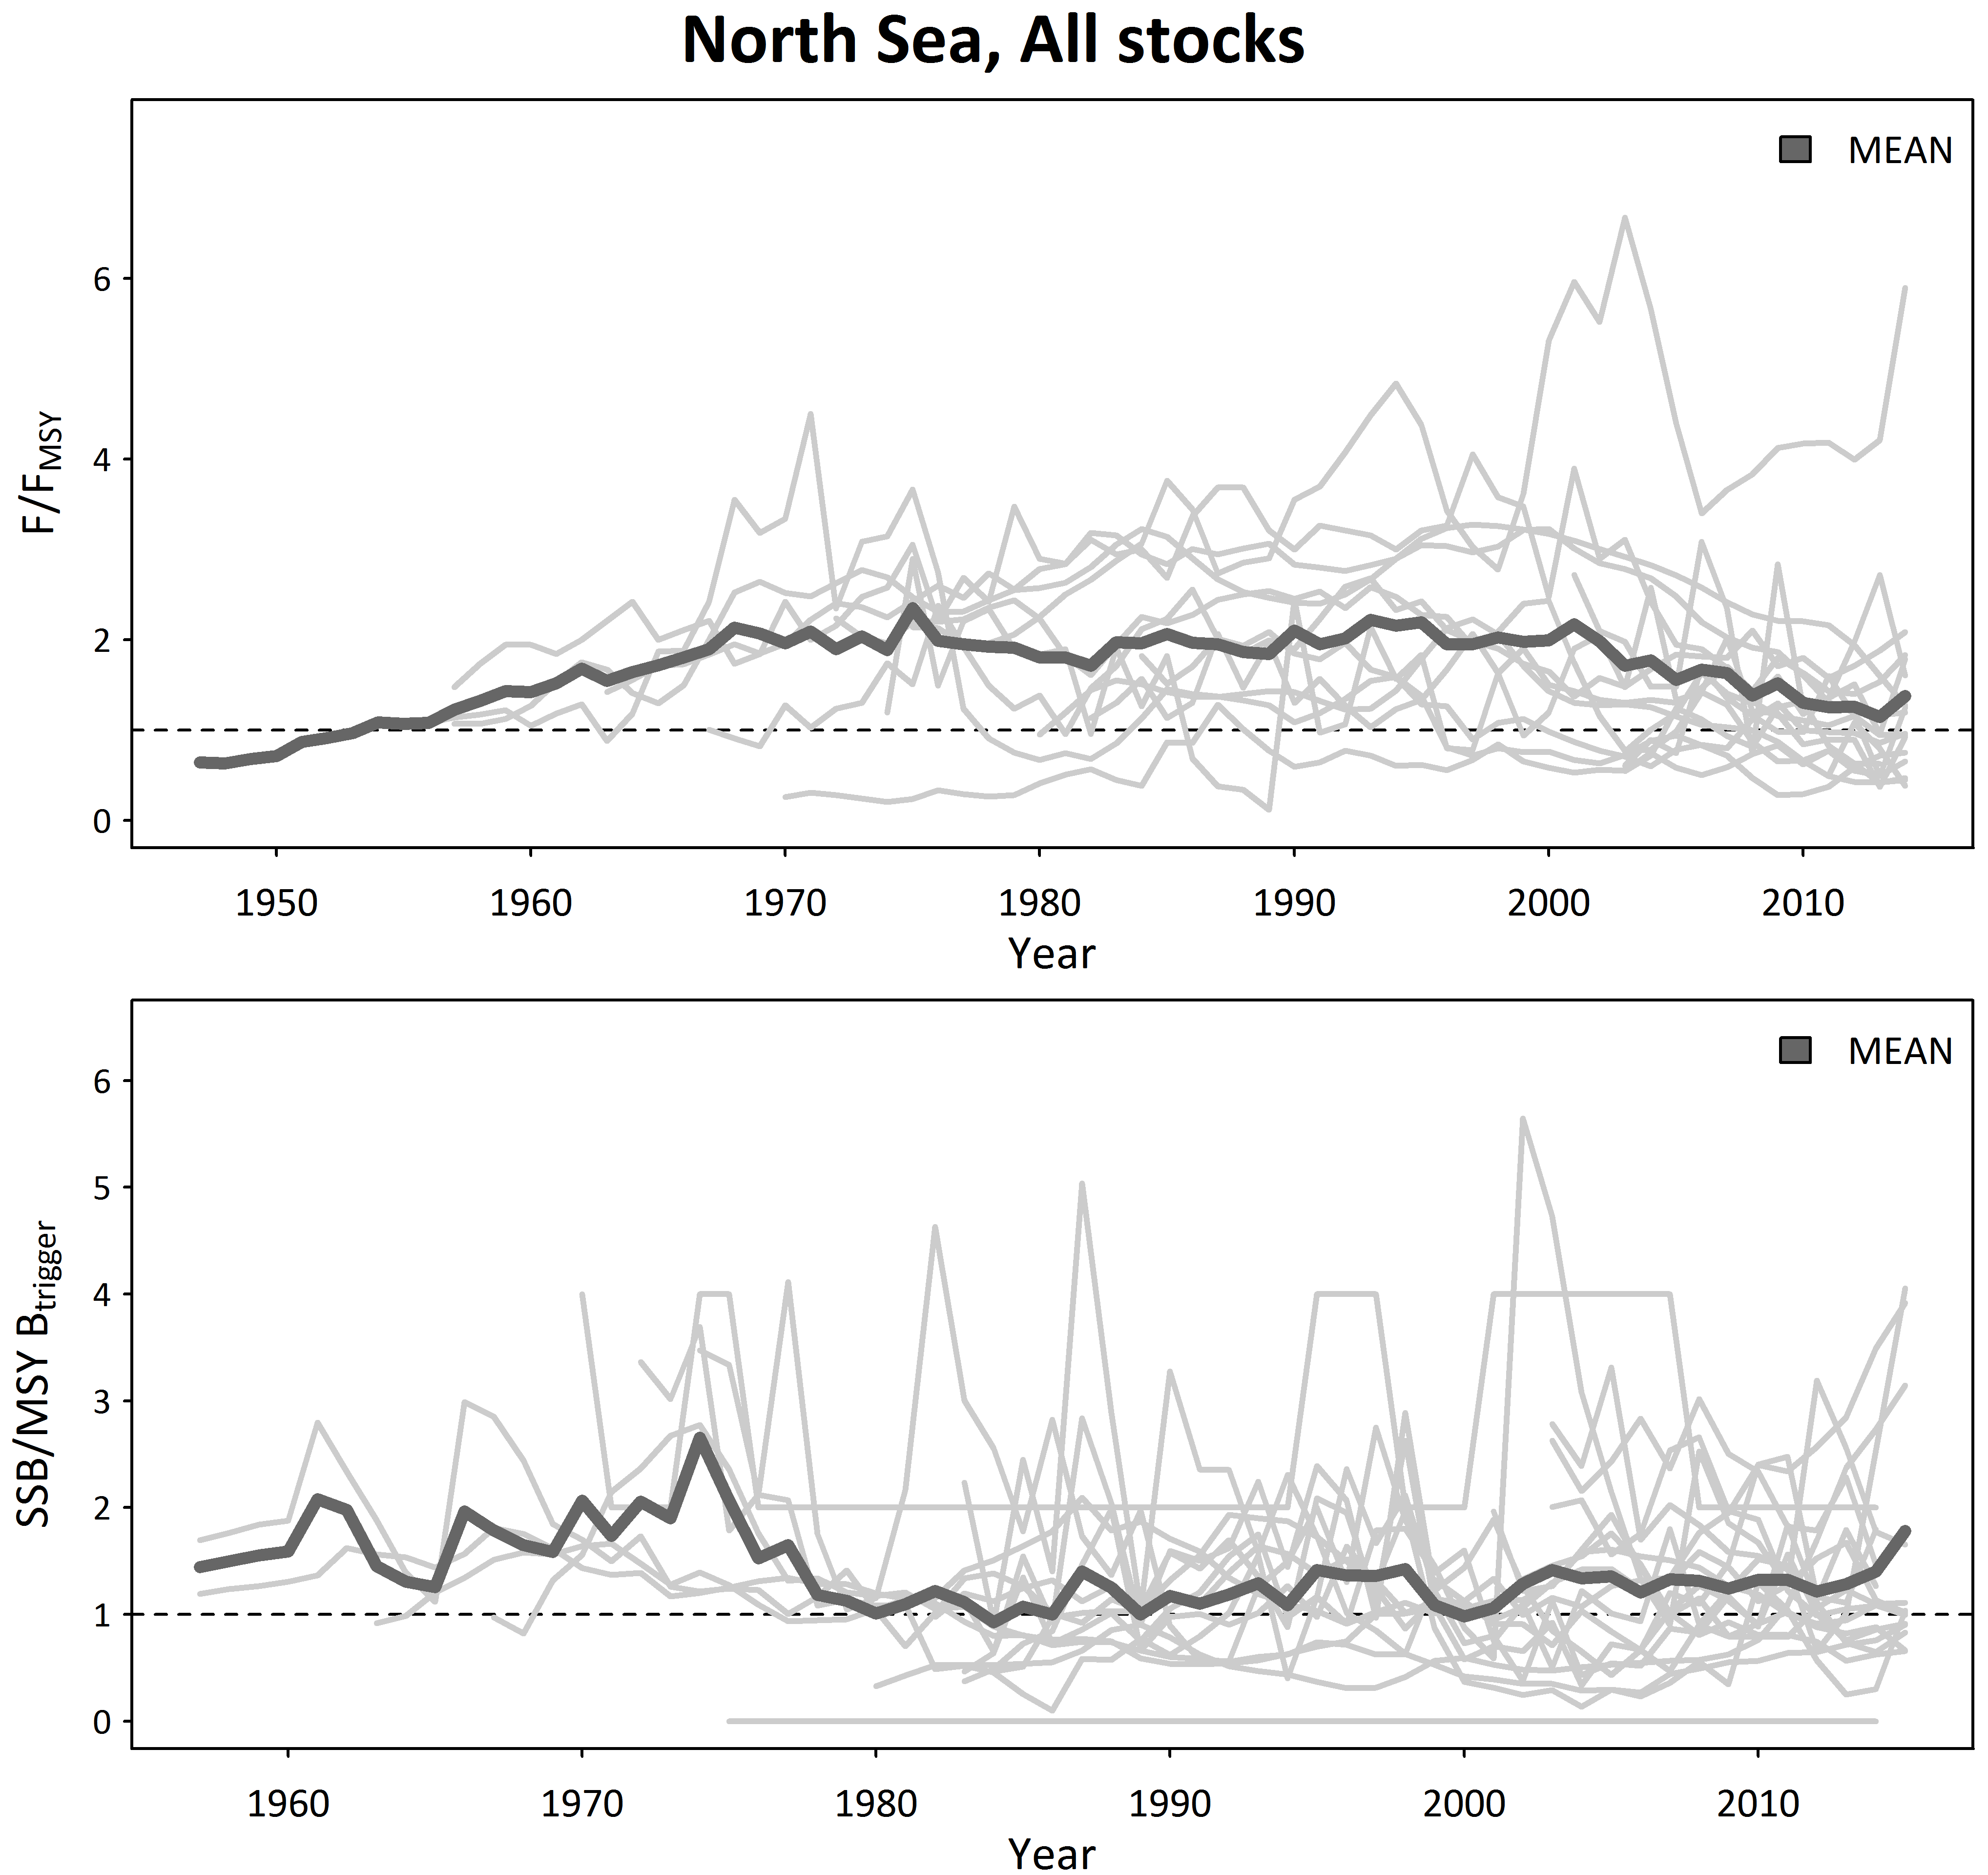 North Sea, All stocks
MEAN
6
4
2
0
F/FMSY
1950 1960 1970 1980 1990 2000 2010
Year
MEAN
6
5
4
3
2
1
0
SSB/MSY Btrigger
1960 1970 1980 1990 2000 2010
Year